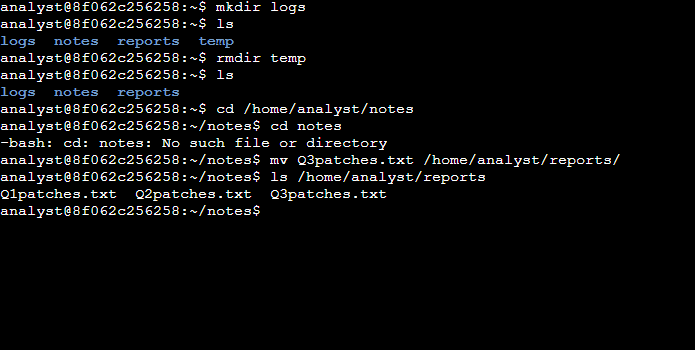 analyst@8f062c256258:~$ mkdir logs
analyst@8f062c256258:~$ ls
logs  notes  reports  temp
analyst@8f062c256258:~$ rmdir temp
analyst@8f062c256258:~$ ls
logs  notes  reports
analyst@8f062c256258:~$ cd /home/analyst/notes
analyst@8f062c256258:~/notes$ cd notes
-bash: cd: notes: No such file or directory
analyst@8f062c256258:~/notes$ mv Q3patches.txt /home/analyst/reports/
analyst@8f062c256258:~/notes$ ls /home/analyst/reports
Q1patches.txt  Q2patches.txt  Q3patches.txt
analyst@8f062c256258:~/notes$